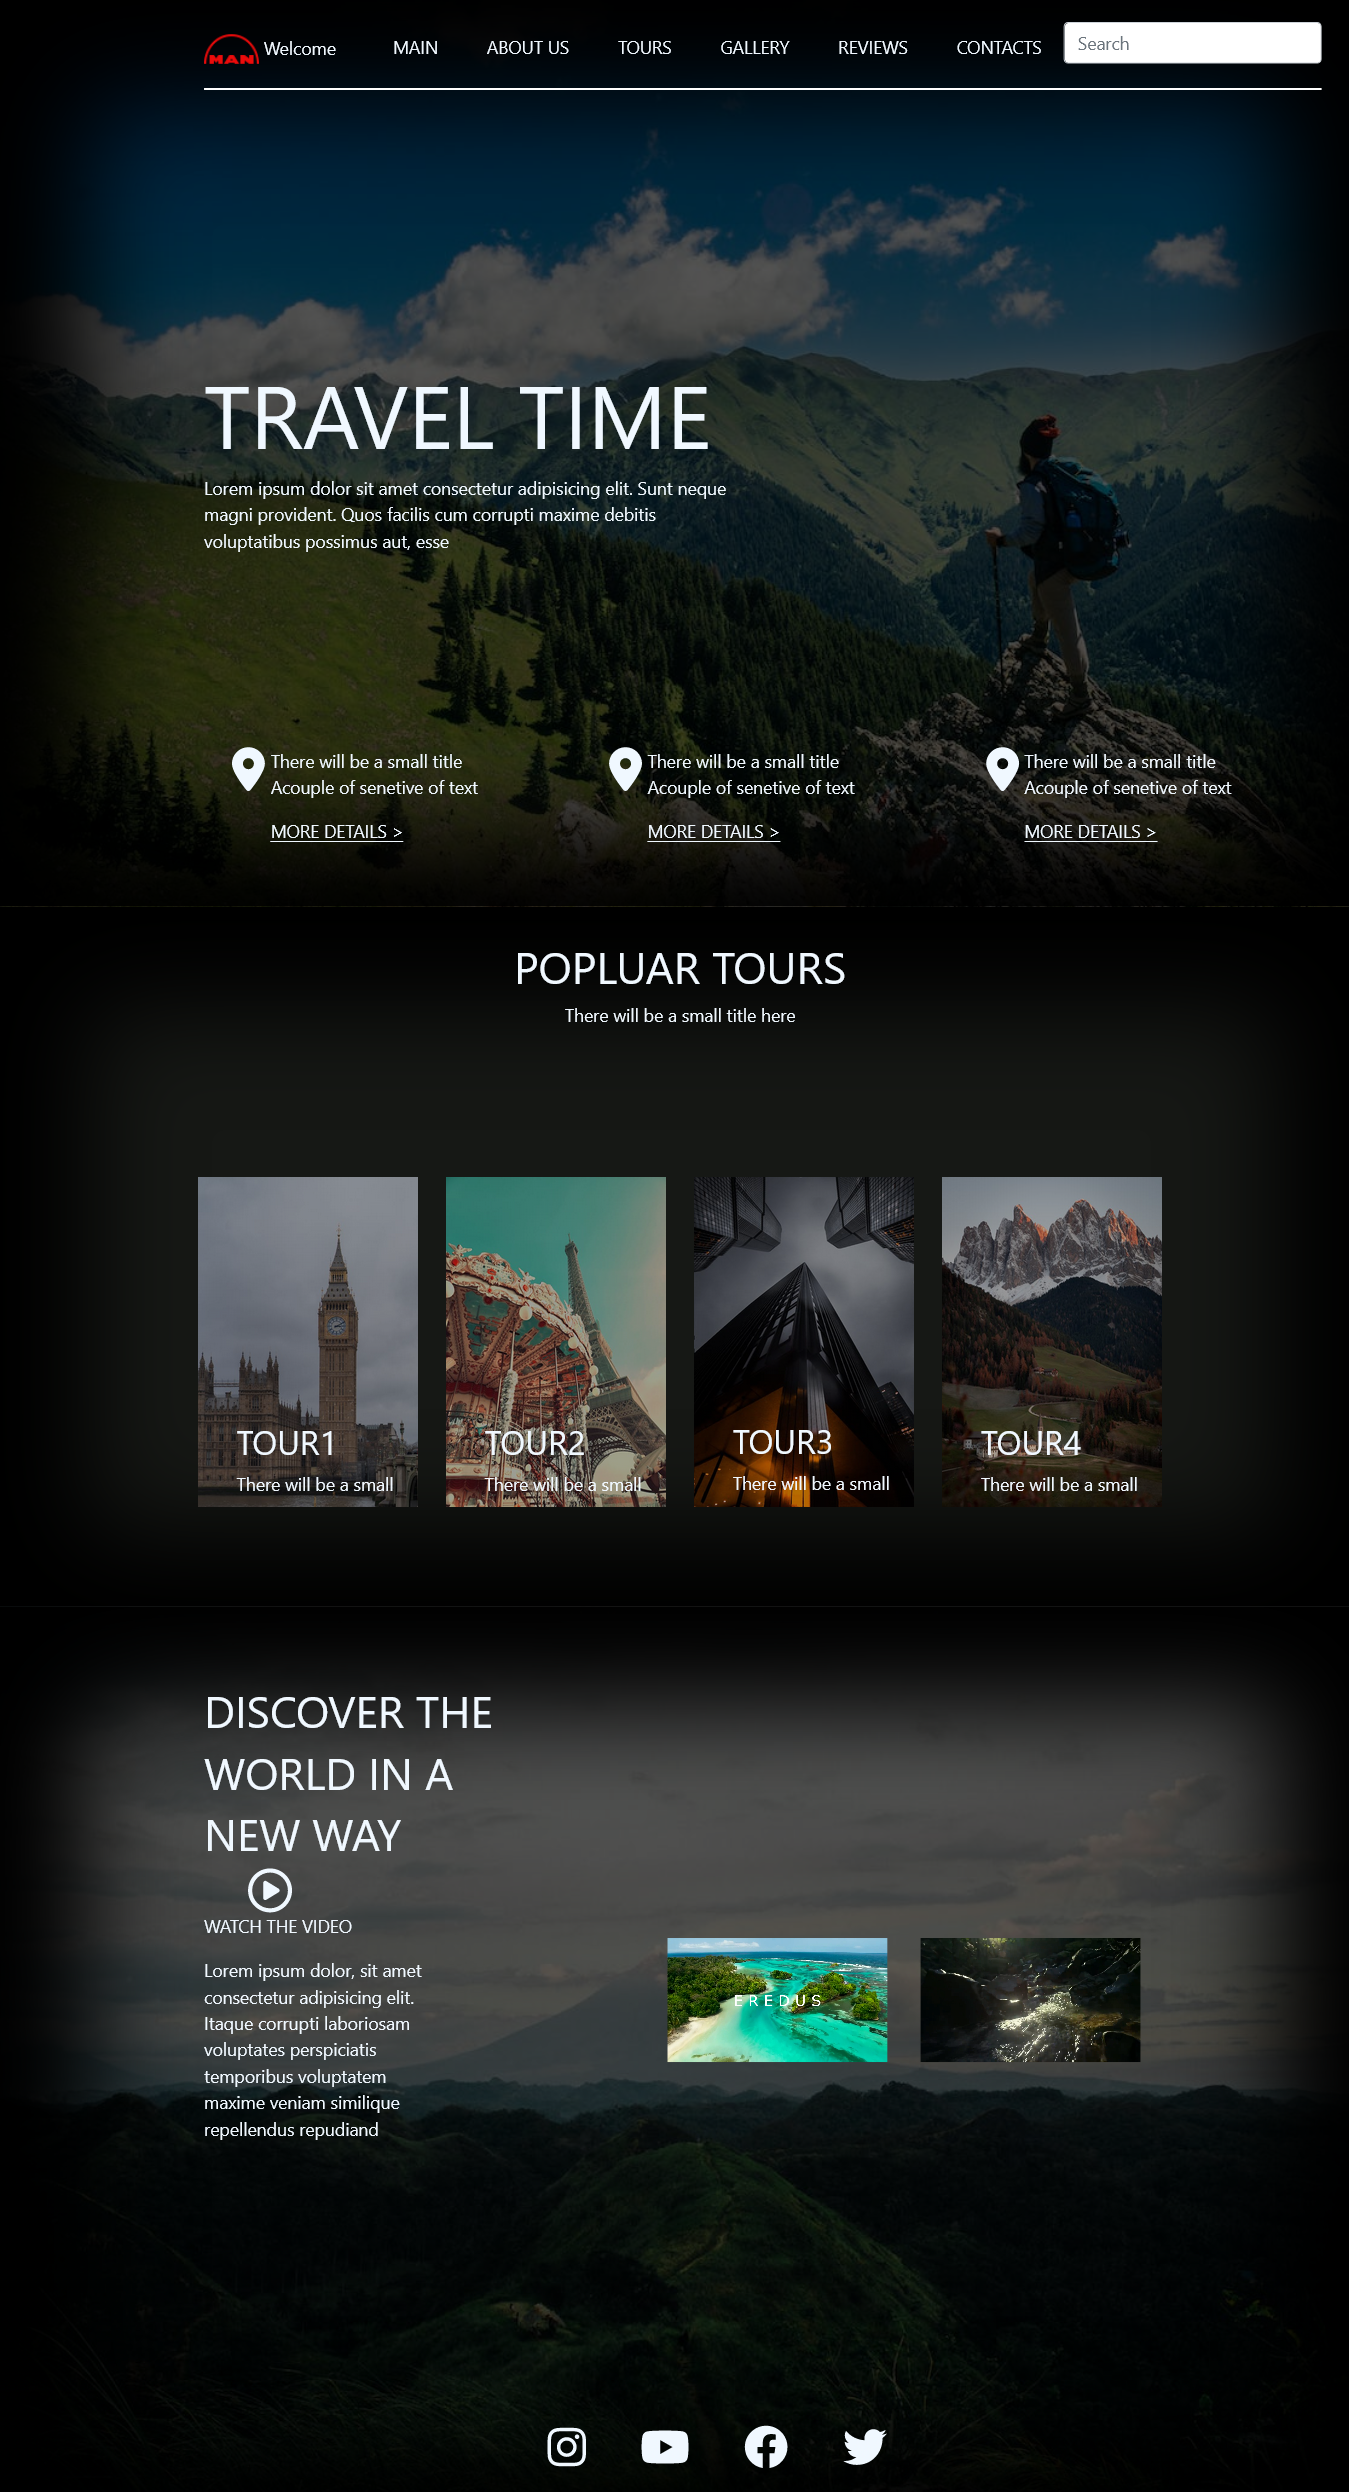 MAN Welcome MAIN ABOUT US TOURS GALLERY REVIEWS CONTACTS Search
TRAVEL TIME
Lorem ipsum dolor sit amet consectetur adipisicing elit. Sunt neque
magni provident. Quos facilis cum corrupti maxime debitis
voluptatibus possimus aut, esse
There will be a small title
Acouple of senetive of text
MORE DETAILS >
There will be a small title
Acouple of senetive of text
MORE DETAILS >
There will be a small title
Acouple of senetive of text
MORE DETAILS >
POPLUAR TOURS
There will be a small title here
TOUR1
There will be a small
TOUR2
There will be a small
TOUR3
There will be a small
TOUR4
There will be a small
DISCOVER THE
WORLD IN A
NEW WAY
WATCH THE VIDEO
Lorem ipsum dolor, sit amet
consectetur adipisicing elit.
Itaque corrupti laboriosam
voluptates perspiciatis
temporibus voluptatem
maxime veniam similique
repellendus repudiand
EREDUS